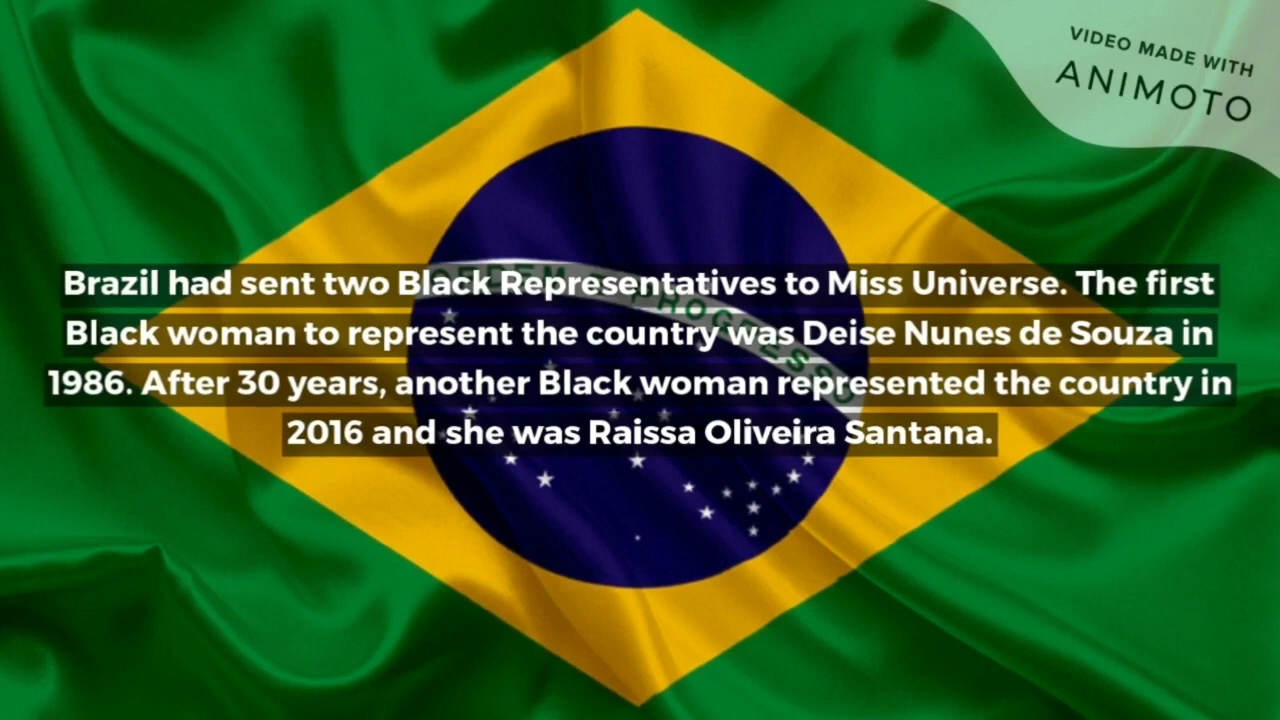 VIDEO MADE WITH
ANIMOTO
Brazil had sent two Black Representatives to Miss Universe. The first
Black woman to represent the country was Deise Nunes de Souza in
1986. After 30 years, another Black woman represented the country in
2016 and she was Raissa Oliveira Santana.